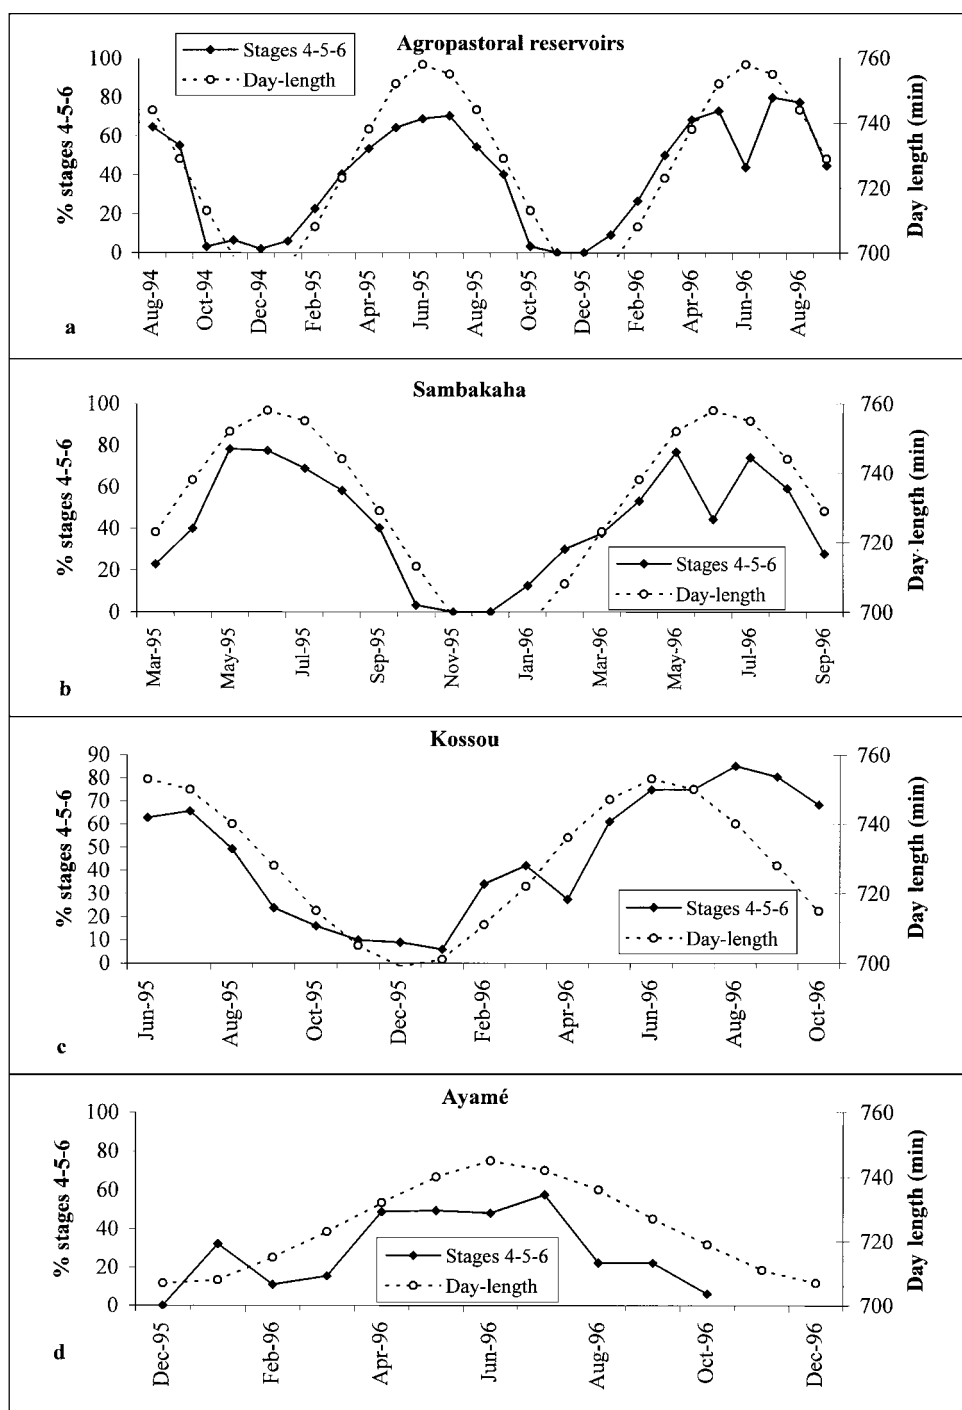 Agropastoral reservoirs
Stages 4-5-6
Day-length
% stages 4-5-6
100
80
60
40
20
0
760
740
720
700
Day length (min)
Aug-94
Oct-94
Dec-94
Feb-95
Apr-95
Jun-95
Aug-95
Oct-95
Dec-95
Feb-96
Apr-96
Jun-96
Aug-96
a
Sambakaha
% stages 4-5-6
100
80
60
40
20
0
760
740
720
700
Day-length (min)
Stages 4-5-6
Day-length
Mar-95
May-95
Jul-95
Sep-95
Nov-95
Jan-96
Mar-96
May-96
Jul-96
Sep-96
b
Kossou
% stages 4-5-6
90
80
70
60
50
40
30
20
10
0
760
740
720
700
Day length (min)
Stages 4-5-6
Day-length
Jun-95
Aug-95
Oct-95
Dec-95
Feb-96
Apr-96
Jun-96
Aug-96
Oct-96
c
Ayamé
% stages 4-5-6
100
80
60
40
20
0
760
740
720
700
Day length (min)
Stages 4-5-6
Day-length
Dec-95
Feb-96
Apr-96
Jun-96
Aug-96
Oct-96
Dec-96
d